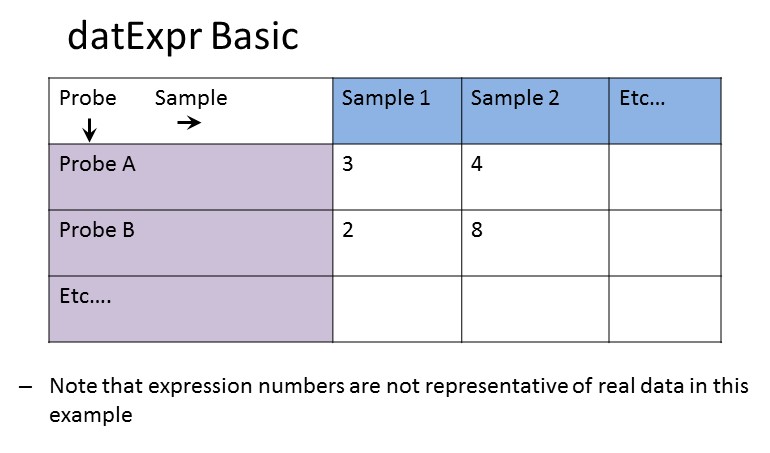 datExpr Basic
Probe Sample Sample 1 Sample 2 Etc...
Probe A 3 4
Probe B 2 8
Etc....
– Note that expression numbers are not representative of real data in this
example